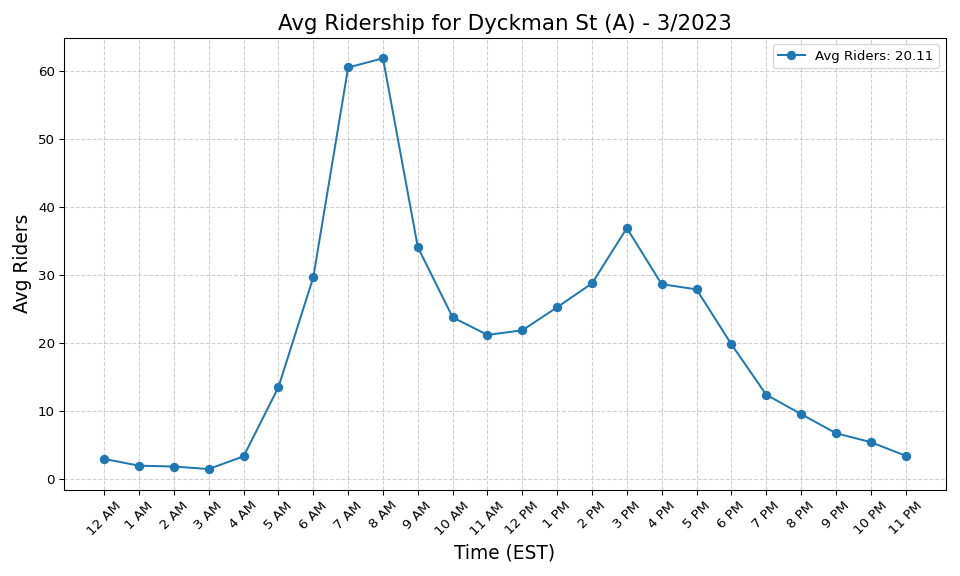 Avg Ridership for Dyckman St (A) - 3/2023
Avg Riders: 20.11
Avg Riders
60
50
40
30
20
10
0
12 AM
1 AM
2 AM
3 AM
4 AM
5 AM
6 AM
7 AM
8 AM
9 AM
10 AM
11 AM
12 PM
1 PM
2 PM
3 PM
4 PM
5 PM
6 PM
7 PM
8 PM
9 PM
10 PM
11 PM
Time (EST)